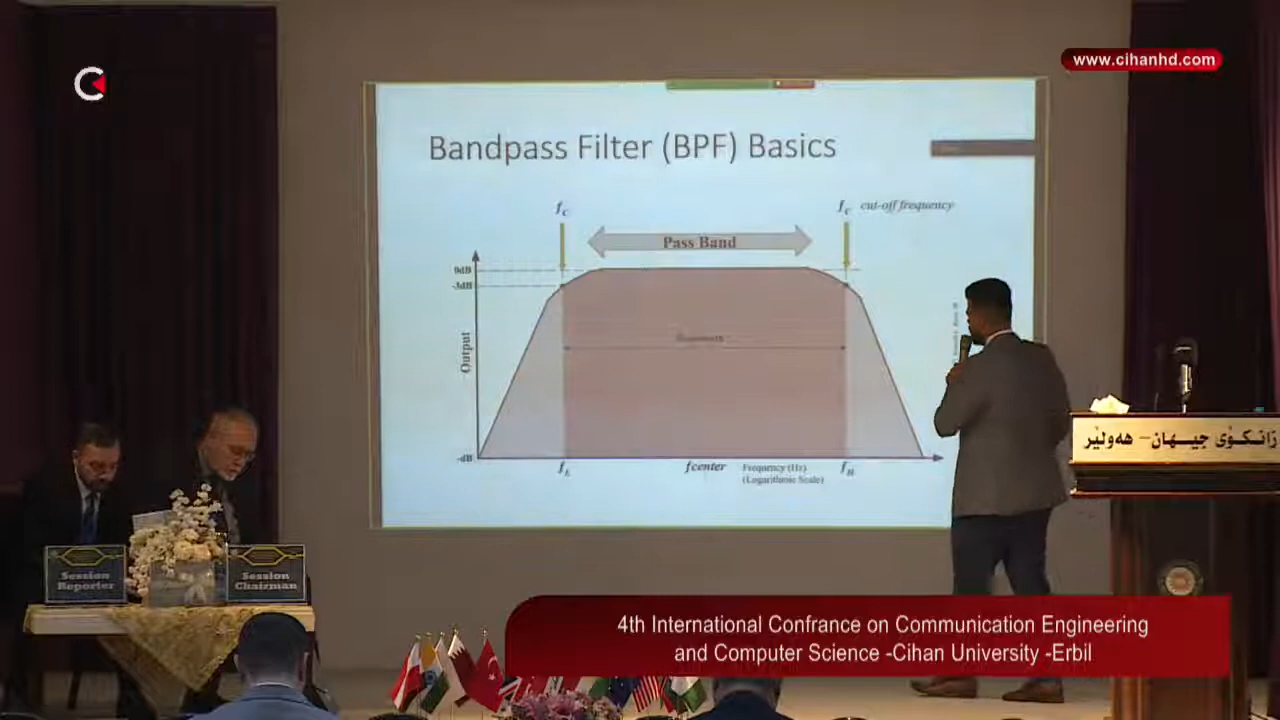 www.cihanhd.com
Bandpass Filter (BPF) Basics
fC
fC cut-off frequency
Pass Band
0dB
-3dB
Output
-dB
fL
fcenter
Frequency (Hz)
(Logarithmic Scale)
fH
زانكۆی جیهان - هەولێر
Session
Reporter
Session
Chairman
4th International Confrance on Communication Engineering
and Computer Science -Cihan University -Erbil